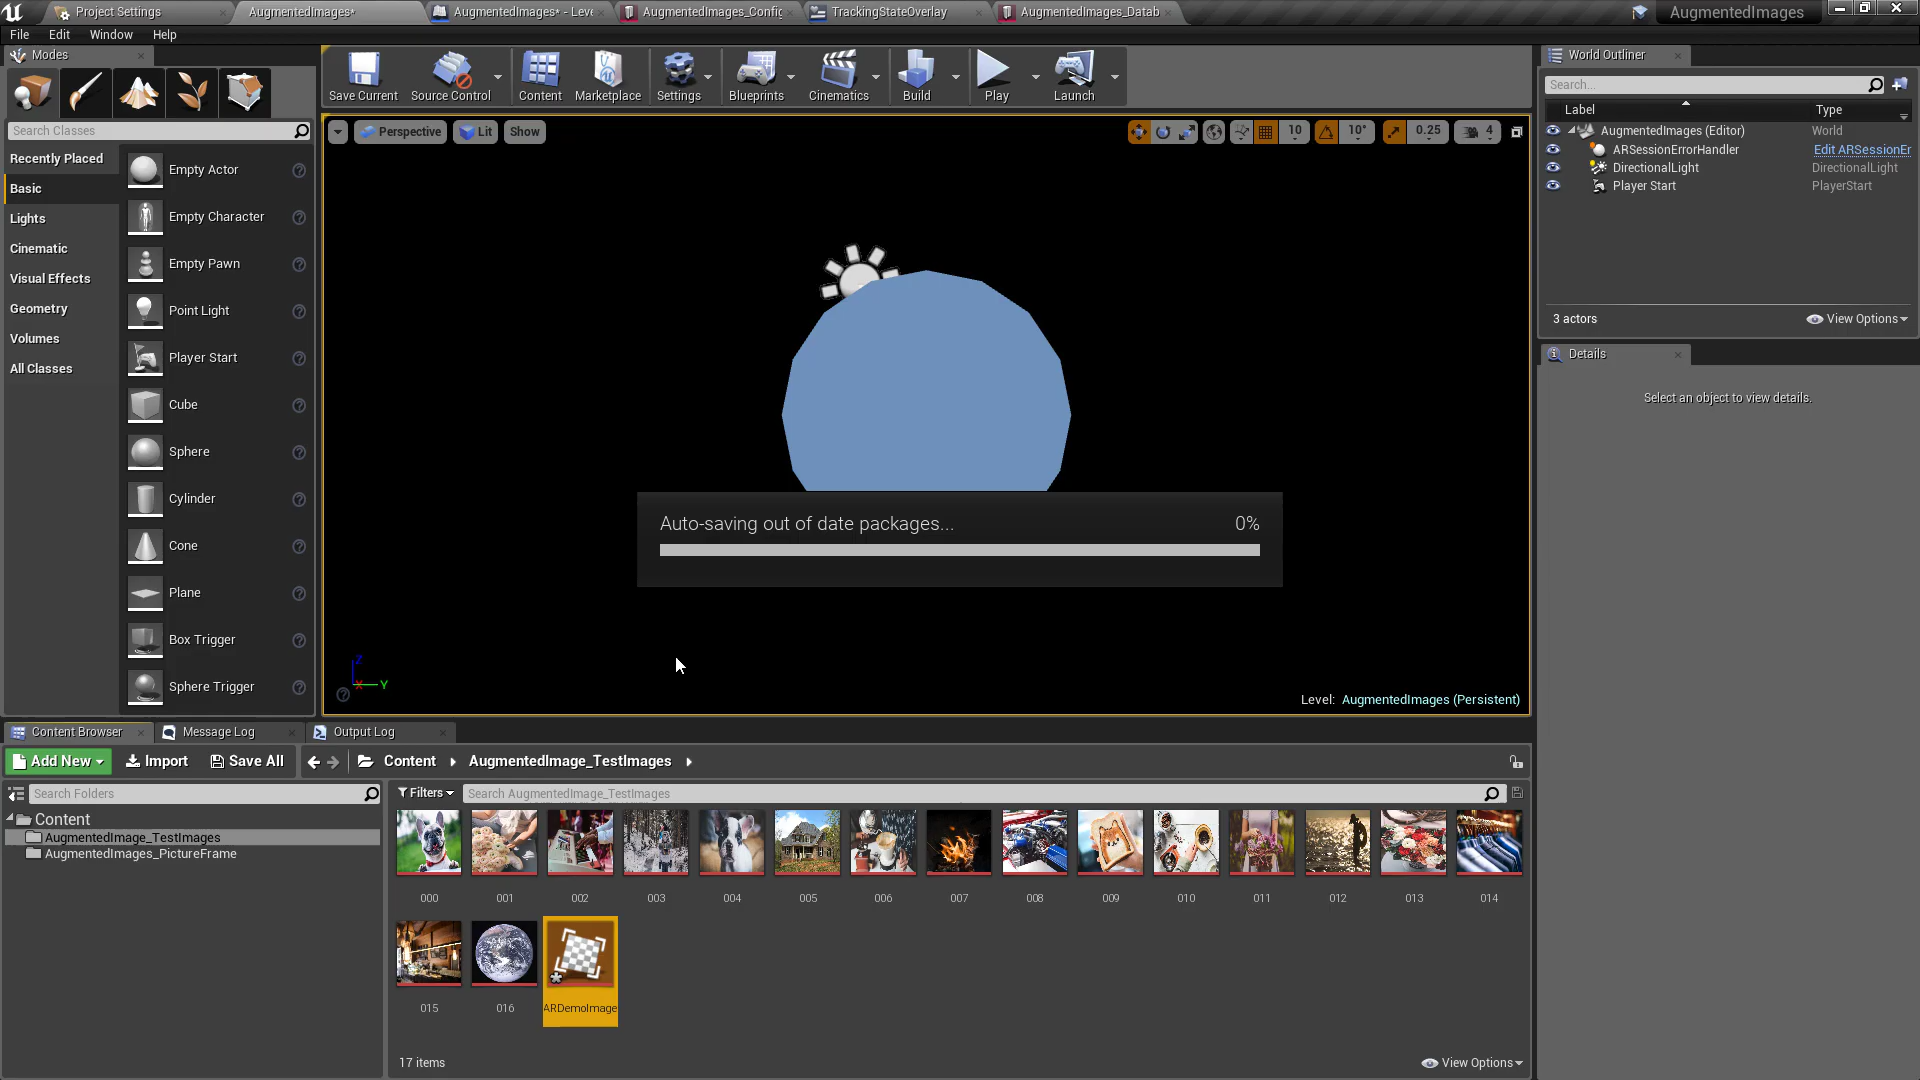 Project Settings
AugmentedImages*
AugmentedImages* - Leve
AugmentedImages_Config
TrackingStateOverlay
AugmentedImages_Datab
AugmentedImages
File
Edit
Window
Help
Modes
Save Current
Source Control
Content
Marketplace
Settings
Blueprints
Cinematics
Build
Play
Launch
World Outliner
Search...
Label
Type
AugmentedImages (Editor)
World
ARSessionErrorHandler
Edit ARSessionEr
DirectionalLight
DirectionalLight
Player Start
PlayerStart
3 actors
View Options
Details
Select an object to view details.
Search Classes
Recently Placed
Basic
Lights
Cinematic
Visual Effects
Geometry
Volumes
All Classes
Empty Actor
Empty Character
Empty Pawn
Point Light
Player Start
Cube
Sphere
Cylinder
Cone
Plane
Box Trigger
Sphere Trigger
Perspective
Lit
Show
10
10°
0.25
4
Auto-saving out of date packages...
0%
Z
X
Y
Level: AugmentedImages (Persistent)
Content Browser
Message Log
Output Log
Add New
Import
Save All
Content
AugmentedImage_TestImages
Search Folders
Filters
Search AugmentedImage_TestImages
Content
AugmentedImage_TestImages
AugmentedImages_PictureFrame
000
001
002
003
004
005
006
007
008
009
010
011
012
013
014
015
016
ARDemoImage
17 items
View Options